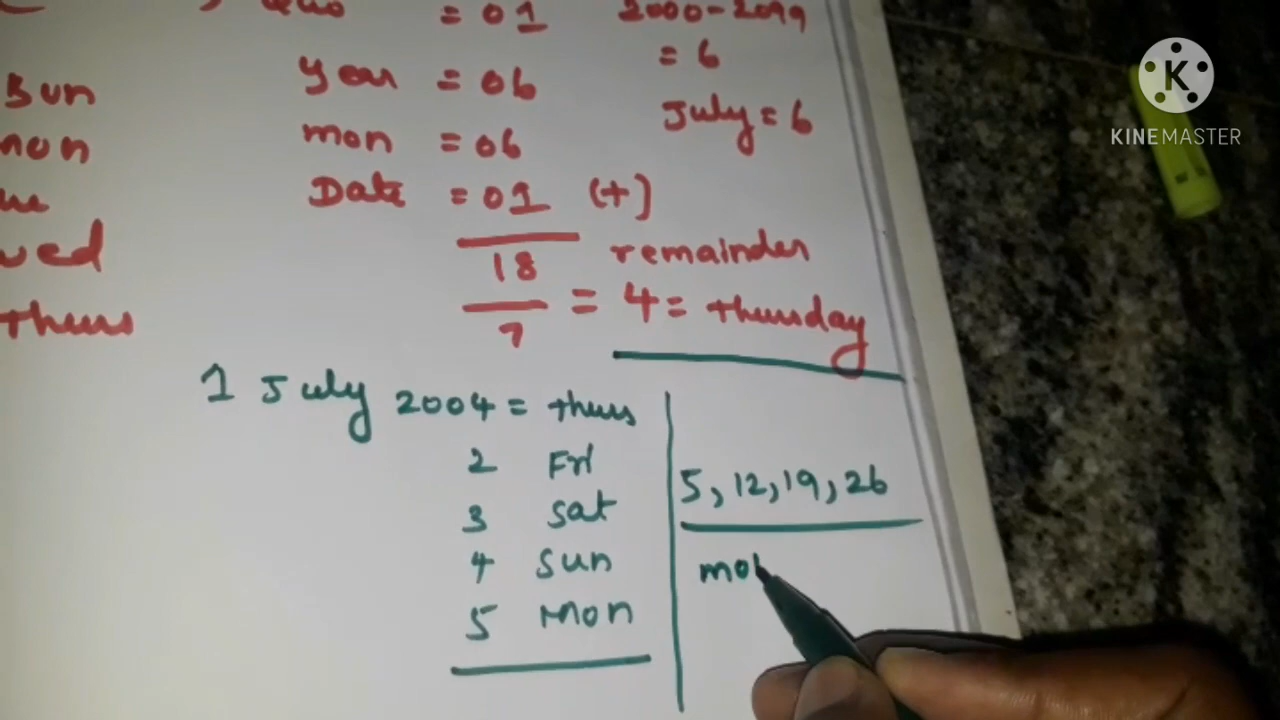 Quo = 01 2000-2099
= 6
Sun year = 06
July = 6
mon mon = 06
Date = 01 (+)
wed
18 remainder
thurs 7 = 4 = thursday
1 July 2004 = thurs
2 Fri
3 sat
4 sun
5 mon
5, 12, 19, 26
mo
K
KINEMASTER